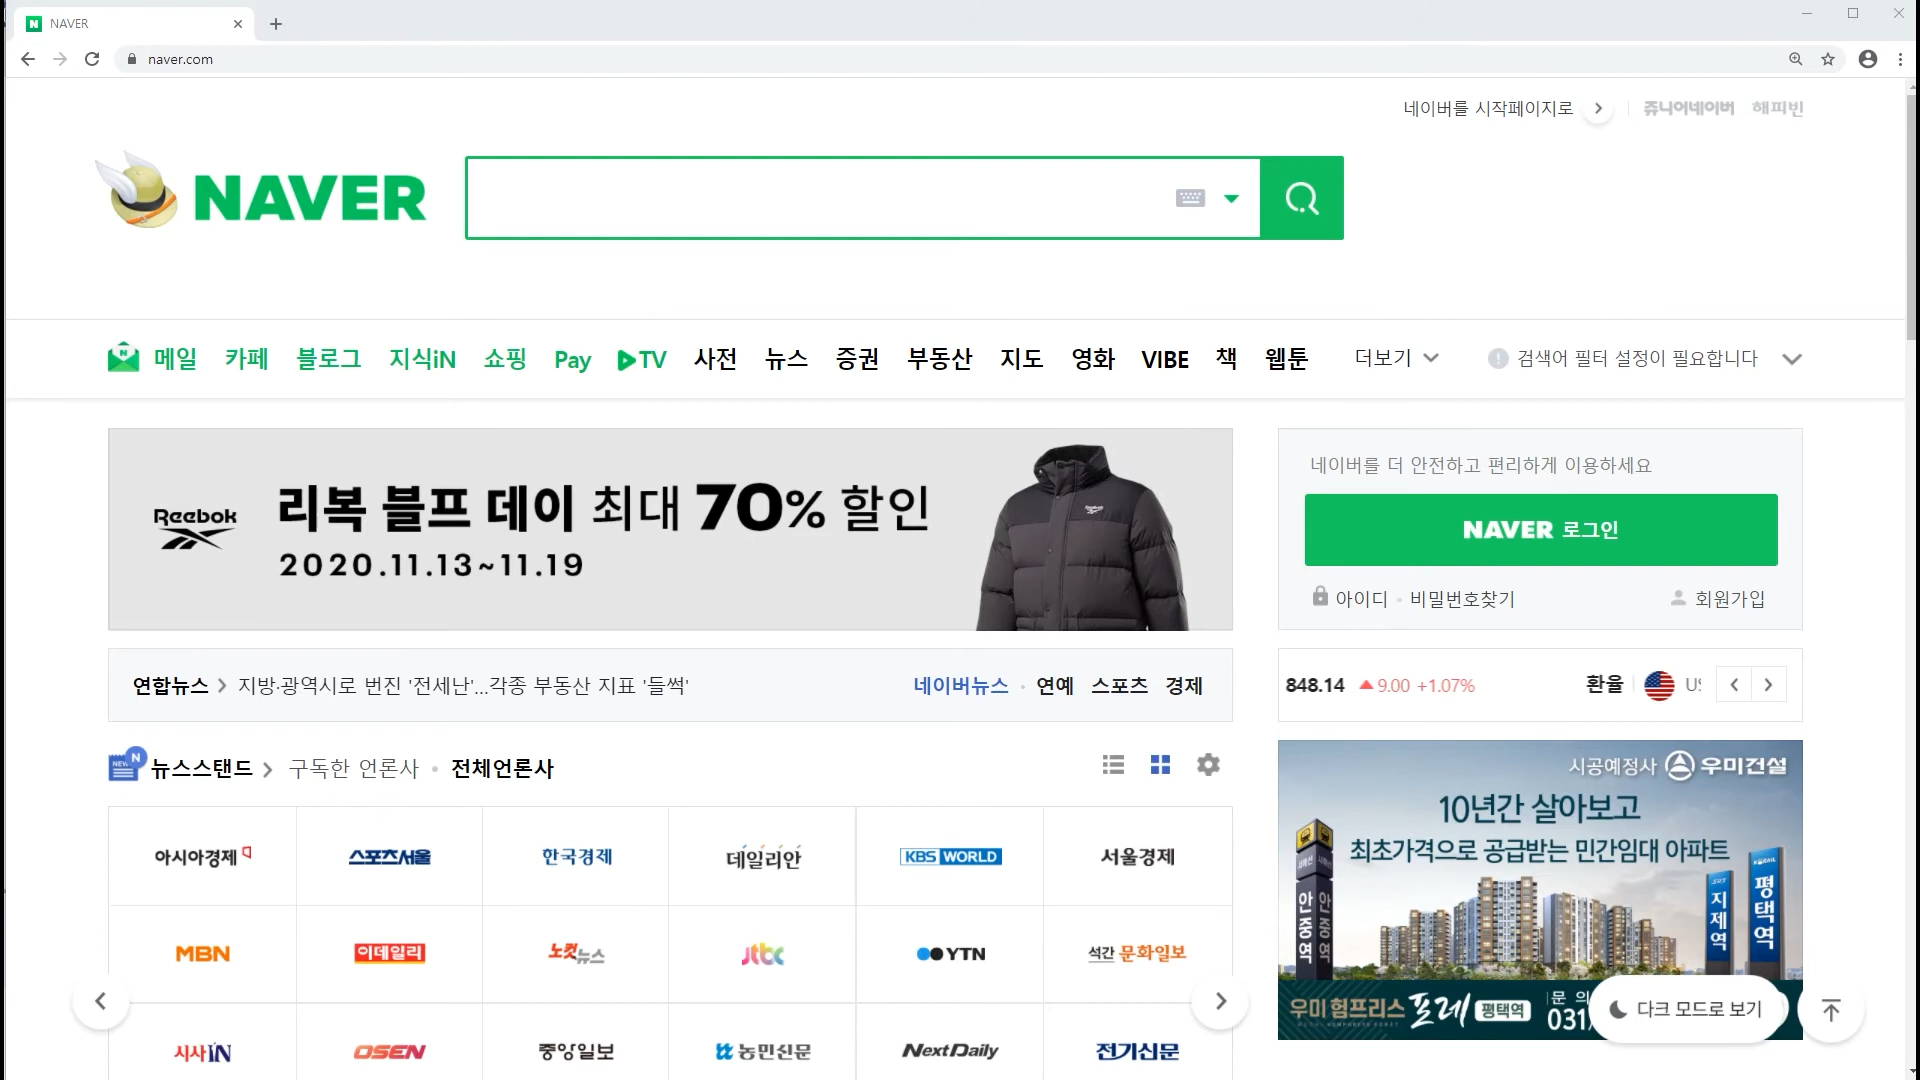 NAVER
naver.com
네이버를 시작페이지로
쥬니어네이버 해피빈
NAVER
메일 카페 블로그 지식iN 쇼핑 Pay TV 사전 뉴스 증권 부동산 지도 영화 VIBE 책 웹툰 더보기 검색어 필터 설정이 필요합니다
Reebok
리복 블프 데이 최대 70% 할인
2020.11.13~11.19
네이버를 더 안전하고 편리하게 이용하세요
NAVER 로그인
아이디 · 비밀번호찾기 회원가입
연합뉴스 지방·광역시로 번진 '전세난'...각종 부동산 지표 '들썩'
네이버뉴스 · 연예 스포츠 경제
848.14 ▲9.00 +1.07% 환율
뉴스스탠드 구독한 언론사 · 전체언론사
아시아경제 스포츠서울 한국경제 데일리안 KBS WORLD 서울경제
MBN 이데일리 노컷뉴스 jtbc YTN 석간 문화일보
시사IN OSEN 중앙일보 농민신문 NextDaily 전기신문
시공예정사 우미건설
10년간 살아보고
최초가격으로 공급받는 민간임대 아파트
안중역
안중역
SRT 지제역
KORAIL 평택역
우미 험프리스 포레 평택역
문의
031
다크 모드로 보기